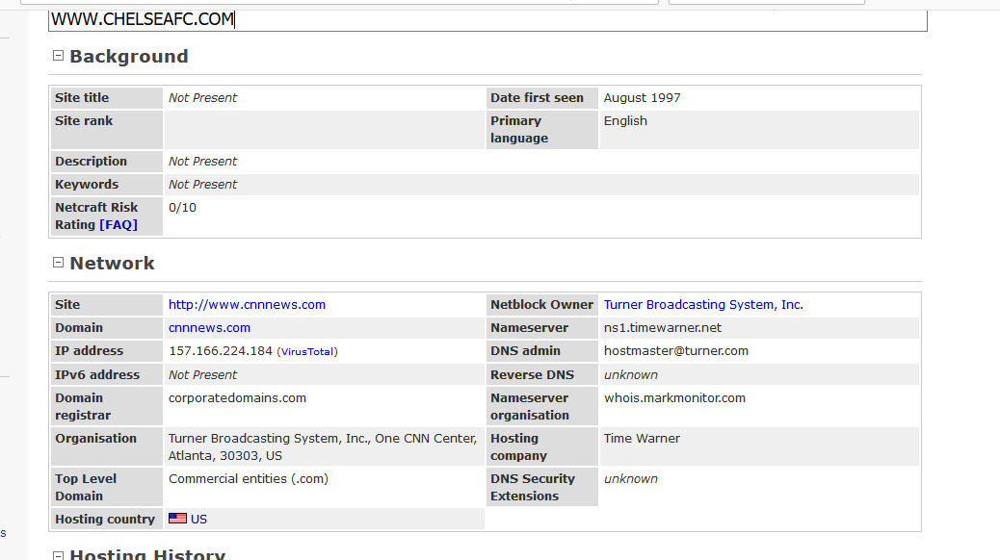 WWW.CHELSEAFC.COM
Background
Site title Not Present Date first seen August 1997
Site rank Primary language English
Description Not Present
Keywords Not Present
Netcraft Risk Rating [FAQ] 0/10
Network
Site http://www.cnnnews.com Netblock Owner Turner Broadcasting System, Inc.
Domain cnnnews.com Nameserver ns1.timewarner.net
IP address 157.166.224.184 (VirusTotal) DNS admin hostmaster@turner.com
IPv6 address Not Present Reverse DNS unknown
Domain registrar corporatedomains.com Nameserver organisation whois.markmonitor.com
Organisation Turner Broadcasting System, Inc., One CNN Center, Atlanta, 30303, US Hosting company Time Warner
Top Level Domain Commercial entities (.com) DNS Security Extensions unknown
Hosting country US
s
Hosting History